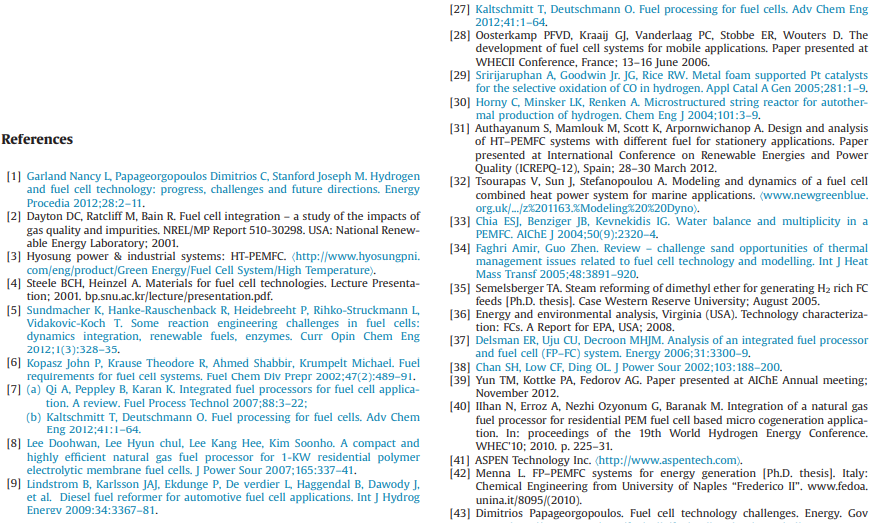 References
[1] Garland Nancy L, Papageorgopoulos Dimitrios C, Stanford Joseph M. Hydrogen
and fuel cell technology: progress, challenges and future directions. Energy
Procedia 2012;28:2–11.
[2] Dayton DC, Ratcliff M, Bain R. Fuel cell integration – a study of the impacts of
gas quality and impurities. NREL/MP Report 510-30298. USA: National Renew-
able Energy Laboratory; 2001.
[3] Hyosung power & industrial systems: HT-PEMFC. ⟨http://www.hyosungpni.
com/eng/product/Green Energy/Fuel Cell System/High Temperature⟩.
[4] Steele BCH, Heinzel A. Materials for fuel cell technologies. Lecture Presenta-
tion; 2001. bp.snu.ac.kr/lecture/presentation.pdf.
[5] Sundmacher K, Hanke-Rauschenback R, Heidebreeht P, Rihko-Struckmann L,
Vidakovic-Koch T. Some reaction engineering challenges in fuel cells:
dynamics integration, renewable fuels, enzymes. Curr Opin Chem Eng
2012;1(3):328–35.
[6] Kopasz John P, Krause Theodore R, Ahmed Shabbir, Krumpelt Michael. Fuel
requirements for fuel cell systems. Fuel Chem Div Prepr 2002;47(2):489–91.
[7] (a) Qi A, Peppley B, Karan K. Integrated fuel processors for fuel cell applica-
tion. A review. Fuel Process Technol 2007;88:3–22;
(b) Kaltschmitt T, Deutschmann O. Fuel processing for fuel cells. Adv Chem
Eng 2012;41:1–64.
[8] Lee Doohwan, Lee Hyun chul, Lee Kang Hee, Kim Soonho. A compact and
highly efficient natural gas fuel processor for 1-KW residential polymer
electrolytic membrane fuel cells. J Power Sour 2007;165:337–41.
[9] Lindstrom B, Karlsson JAJ, Ekdunge P, De verdier L, Haggendal B, Dawody J,
et al. Diesel fuel reformer for automotive fuel cell applications. Int J Hydrog
Energy 2009;34:3367–81.
[27] Kaltschmitt T, Deutschmann O. Fuel processing for fuel cells. Adv Chem Eng
2012;41:1–64.
[28] Oosterkamp PFVD, Kraaij GJ, Vanderlaag PC, Stobbe ER, Wouters D. The
development of fuel cell systems for mobile applications. Paper presented at
WHECII Conference, France; 13–16 June 2006.
[29] Sririjaruphan A, Goodwin Jr. JG, Rice RW. Metal foam supported Pt catalysts
for the selective oxidation of CO in hydrogen. Appl Catal A Gen 2005;281:1–9.
[30] Horny C, Minsker LK, Renken A. Microstructured string reactor for autother-
mal production of hydrogen. Chem Eng J 2004;101:3–9.
[31] Authayanum S, Mamlouk M, Scott K, Arpornwichanop A. Design and analysis
of HT–PEMFC systems with different fuel for stationery applications. Paper
presented at International Conference on Renewable Energies and Power
Quality (ICREPQ-12), Spain; 28–30 March 2012.
[32] Tsourapas V, Sun J, Stefanopoulou A. Modeling and dynamics of a fuel cell
combined heat power system for marine applications. ⟨www.newgreenblue.
org.uk/.../z%201163.%Modeling%20%20Dyno⟩.
[33] Chia ESJ, Benziger JB, Kevnekidis IG. Water balance and multiplicity in a
PEMFC. AIChE J 2004;50(9):2320–4.
[34] Faghri Amir, Guo Zhen. Review – challenge sand opportunities of thermal
management issues related to fuel cell technology and modelling. Int J Heat
Mass Transf 2005;48:3891–920.
[35] Semelsberger TA. Steam reforming of dimethyl ether for generating H₂ rich FC
feeds [Ph.D. thesis]. Case Western Reserve University; August 2005.
[36] Energy and environmental analysis, Virginia (USA). Technology characteriza-
tion: FCs. A Report for EPA, USA; 2008.
[37] Delsman ER, Uju CU, Decroon MHJM. Analysis of an integrated fuel processor
and fuel cell (FP–FC) system. Energy 2006;31:3300–9.
[38] Chan SH, Low CF, Ding OL. J Power Sour 2002;103:188–200.
[39] Yun TM, Kottke PA, Fedorov AG. Paper presented at AIChE Annual meeting;
November 2012.
[40] Ilhan N, Erroz A, Nezhi Ozyonum G, Baranak M. Integration of a natural gas
fuel processor for residential PEM fuel cell based micro cogeneration applica-
tion. In: proceedings of the 19th World Hydrogen Energy Conference.
WHEC'10; 2010. p. 225–31.
[41] ASPEN Technology Inc. ⟨http://www.aspentech.com⟩.
[42] Menna L. FP–PEMFC systems for energy generation [Ph.D. thesis]. Italy:
Chemical Engineering from University of Naples “Frederico II”. www.fedoa.
unina.it/8095/(2010).
[43] Dimitrios Papageorgopoulos. Fuel cell technology challenges. Energy. Gov